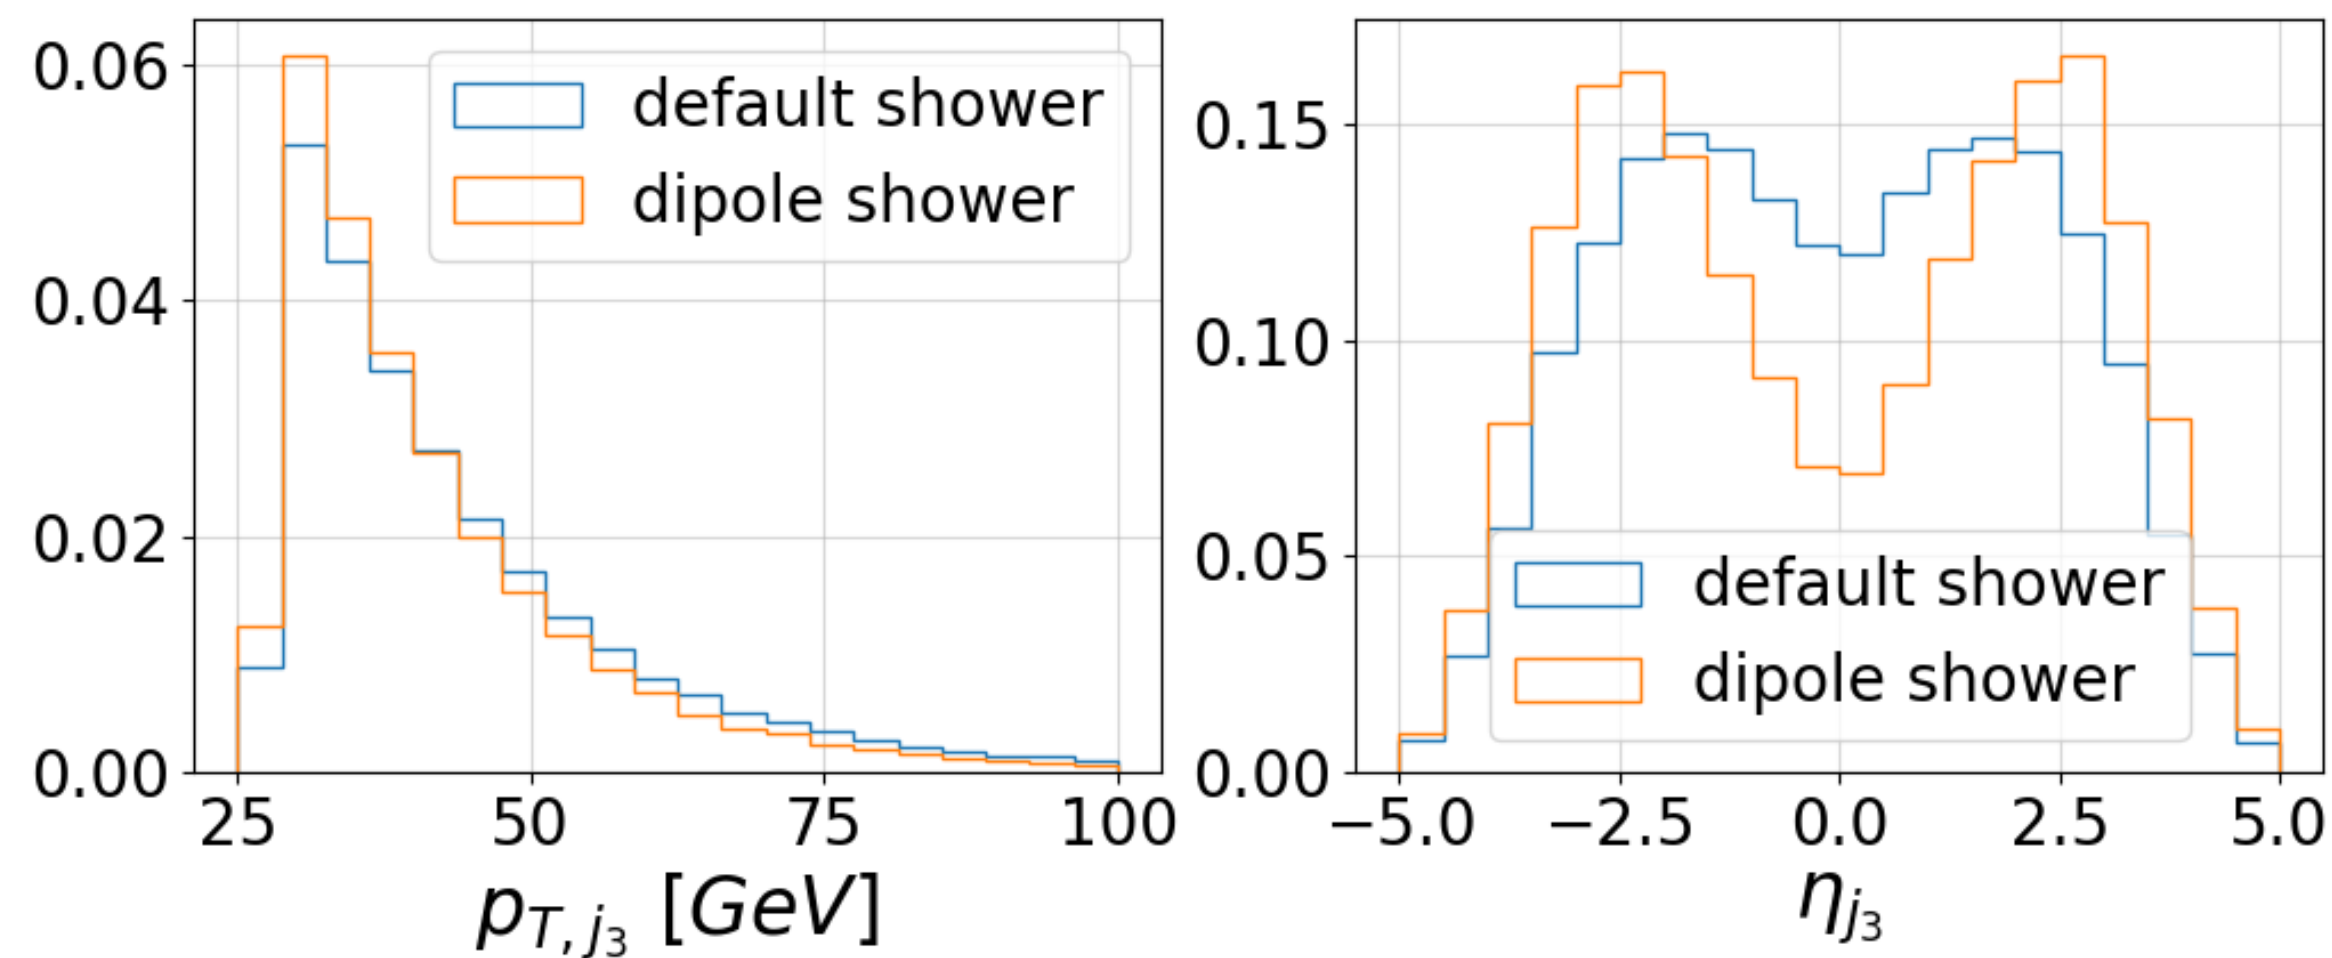 0.06
0.04
0.02
0.00
default shower
dipole shower
25 50 75 100
p_{T, j_3} [GeV]
0.15
0.10
0.05
0.00
default shower
dipole shower
−5.0 −2.5 0.0 2.5 5.0
η_{j_3}